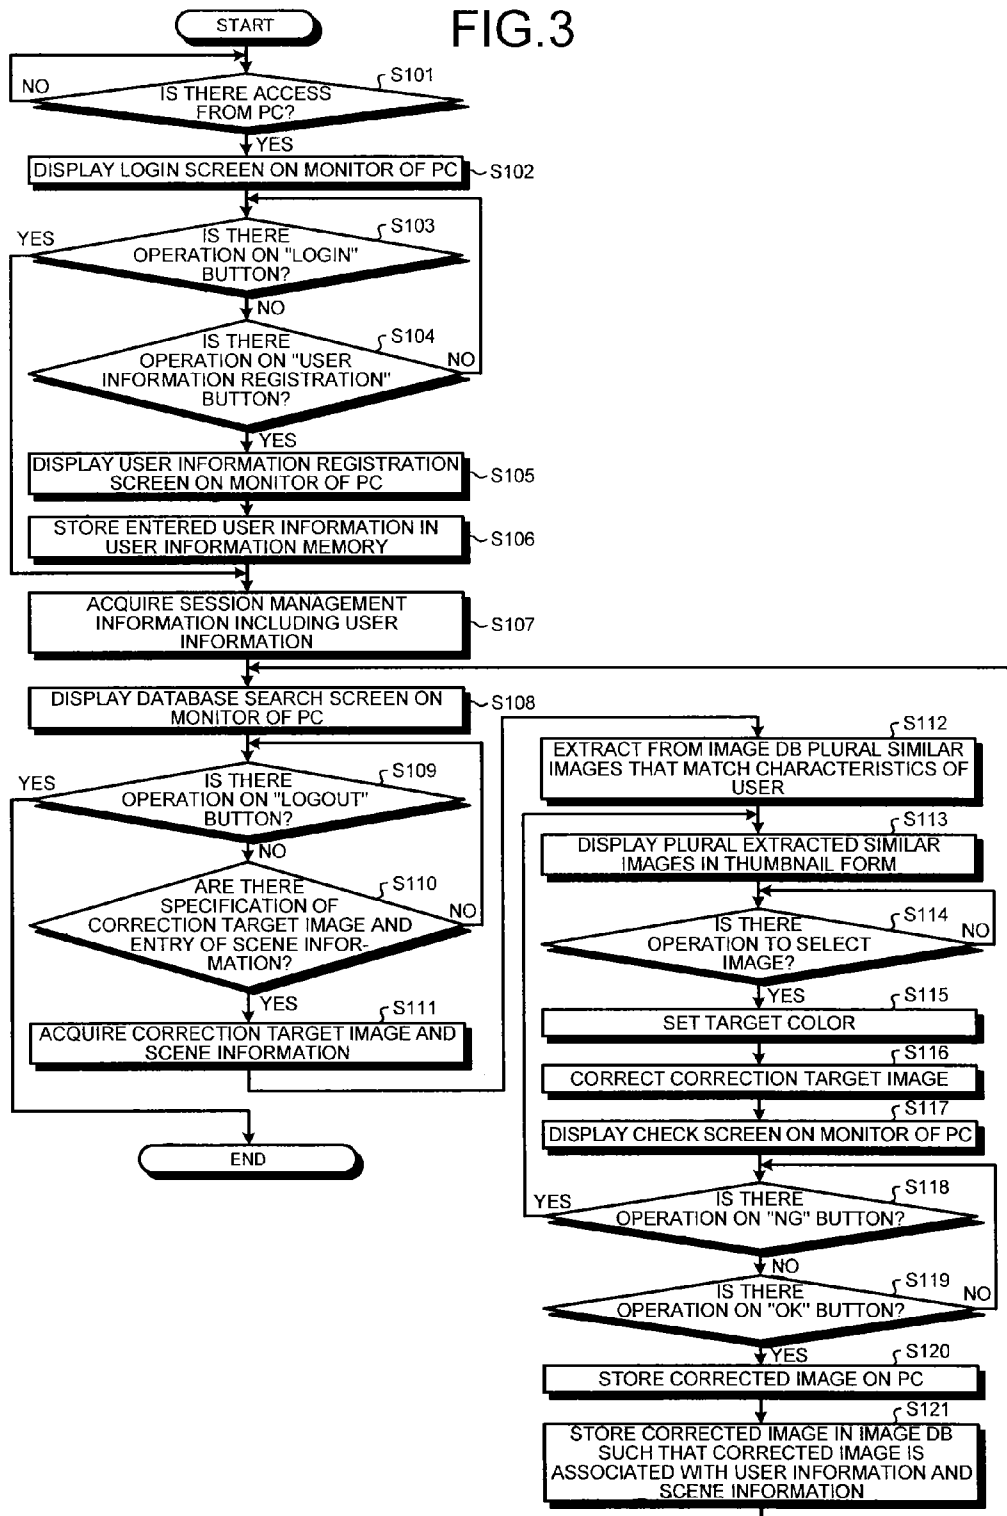 FIG.3
START
S101
NO
IS THERE ACCESS
FROM PC?
YES
DISPLAY LOGIN SCREEN ON MONITOR OF PC
S102
YES
S103
IS THERE
OPERATION ON "LOGIN"
BUTTON?
NO
S104
IS THERE
OPERATION ON "USER
INFORMATION REGISTRATION"
BUTTON?
NO
YES
DISPLAY USER INFORMATION REGISTRATION
SCREEN ON MONITOR OF PC
S105
STORE ENTERED USER INFORMATION IN
USER INFORMATION MEMORY
S106
ACQUIRE SESSION MANAGEMENT
INFORMATION INCLUDING USER
INFORMATION
S107
DISPLAY DATABASE SEARCH SCREEN ON
MONITOR OF PC
S108
YES
S109
IS THERE
OPERATION ON "LOGOUT"
BUTTON?
NO
S110
ARE THERE
SPECIFICATION OF
CORRECTION TARGET IMAGE AND
ENTRY OF SCENE INFOR-
MATION?
NO
YES
S111
ACQUIRE CORRECTION TARGET IMAGE AND
SCENE INFORMATION
END
S112
EXTRACT FROM IMAGE DB PLURAL SIMILAR
IMAGES THAT MATCH CHARACTERISTICS OF
USER
S113
DISPLAY PLURAL EXTRACTED SIMILAR
IMAGES IN THUMBNAIL FORM
S114
IS THERE
OPERATION TO SELECT
IMAGE?
NO
YES
S115
SET TARGET COLOR
S116
CORRECT CORRECTION TARGET IMAGE
S117
DISPLAY CHECK SCREEN ON MONITOR OF PC
S118
YES
IS THERE
OPERATION ON "NG" BUTTON?
NO
S119
IS THERE
OPERATION ON "OK" BUTTON?
NO
YES
S120
STORE CORRECTED IMAGE ON PC
S121
STORE CORRECTED IMAGE IN IMAGE DB
SUCH THAT CORRECTED IMAGE IS
ASSOCIATED WITH USER INFORMATION AND
SCENE INFORMATION